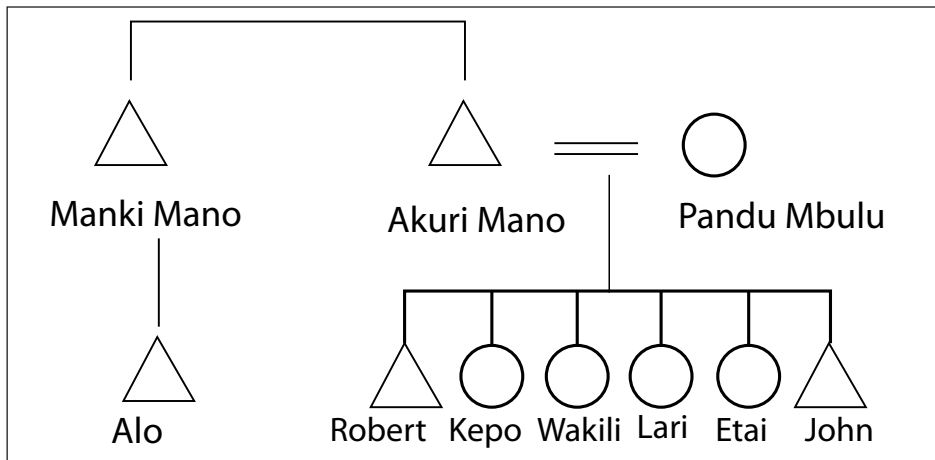 Manki Mano
Akuri Mano
Pandu Mbulu
Alo
Robert
Kepo
Wakili
Lari
Etai
John